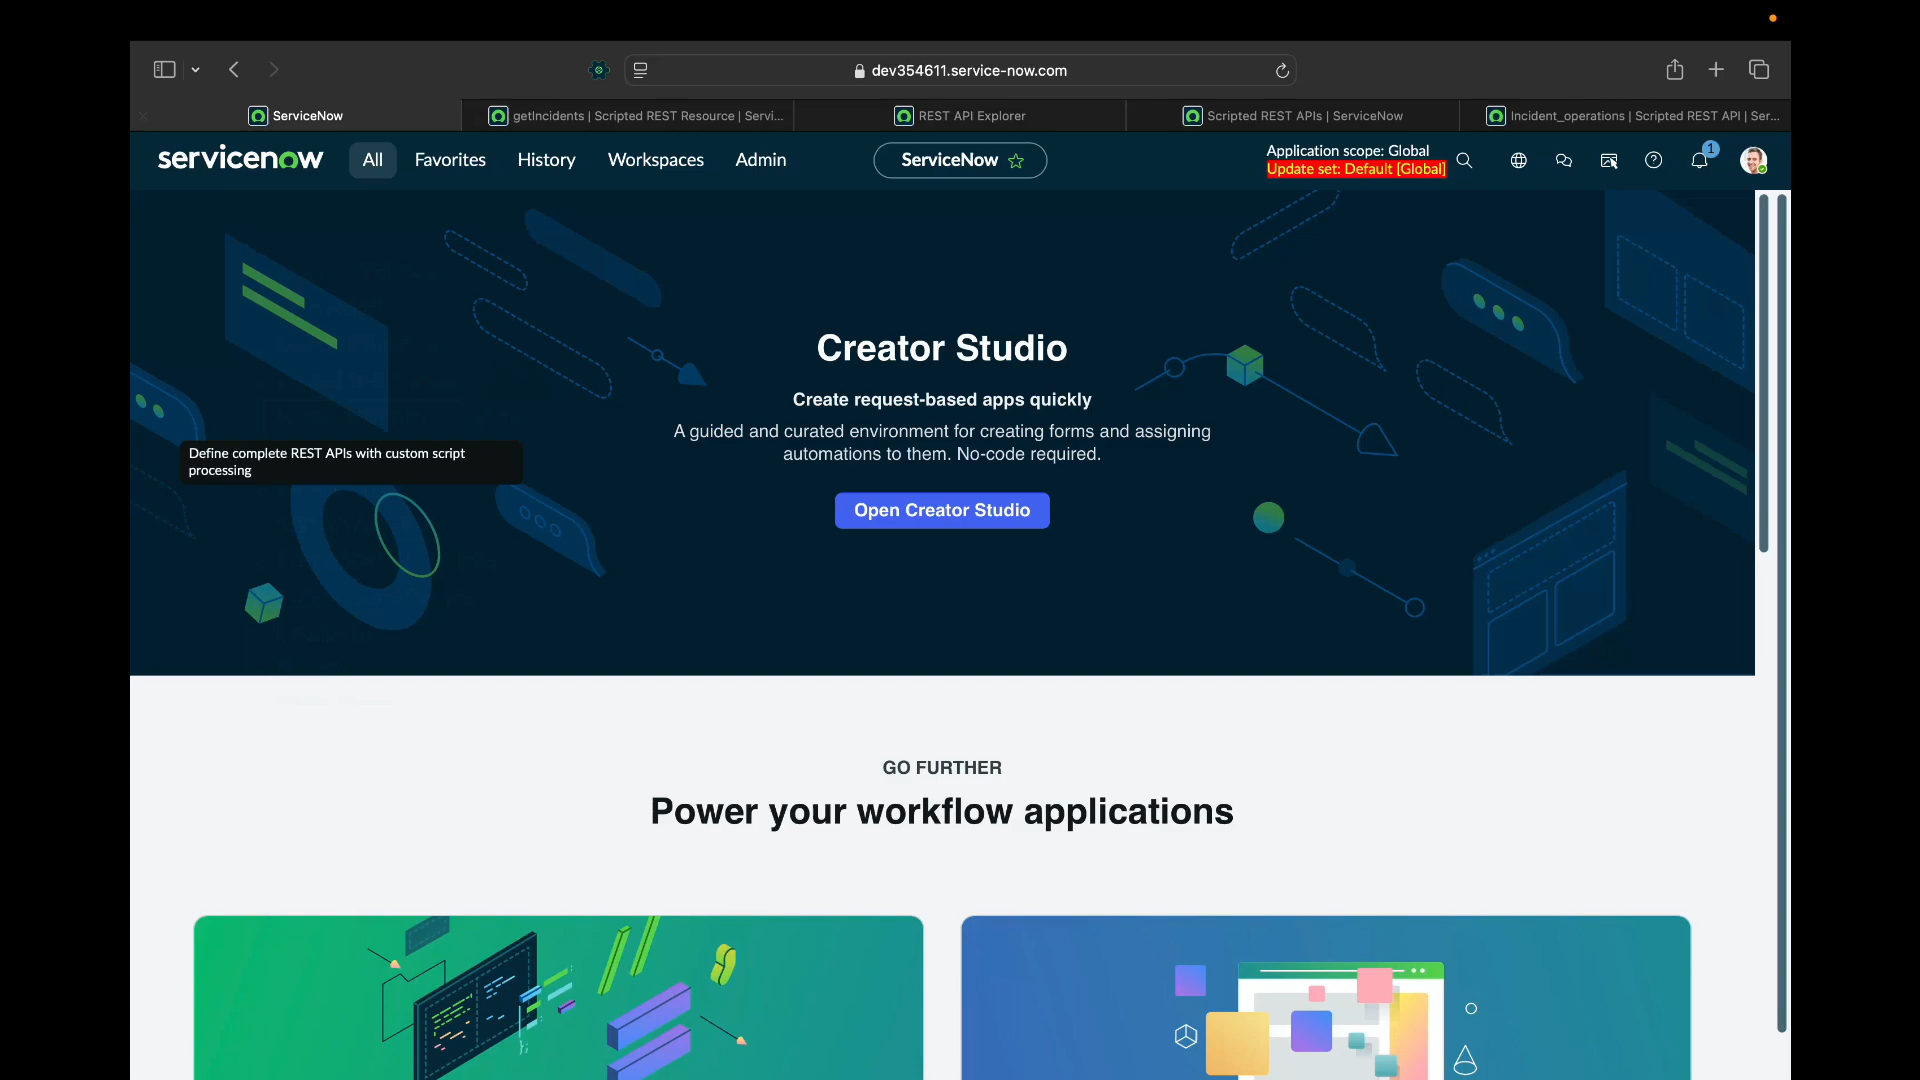 dev354611.service-now.com
ServiceNow
getIncidents | Scripted REST Resource | Servi...
REST API Explorer
Scripted REST APIs | ServiceNow
Incident_operations | Scripted REST API | Ser...
servicenow
All
Favorites
History
Workspaces
Admin
ServiceNow
Application scope: Global
Update set: Default [Global]
1
Creator Studio
Create request-based apps quickly
A guided and curated environment for creating forms and assigning
automations to them. No-code required.
Define complete REST APIs with custom script
processing
Open Creator Studio
GO FURTHER
Power your workflow applications